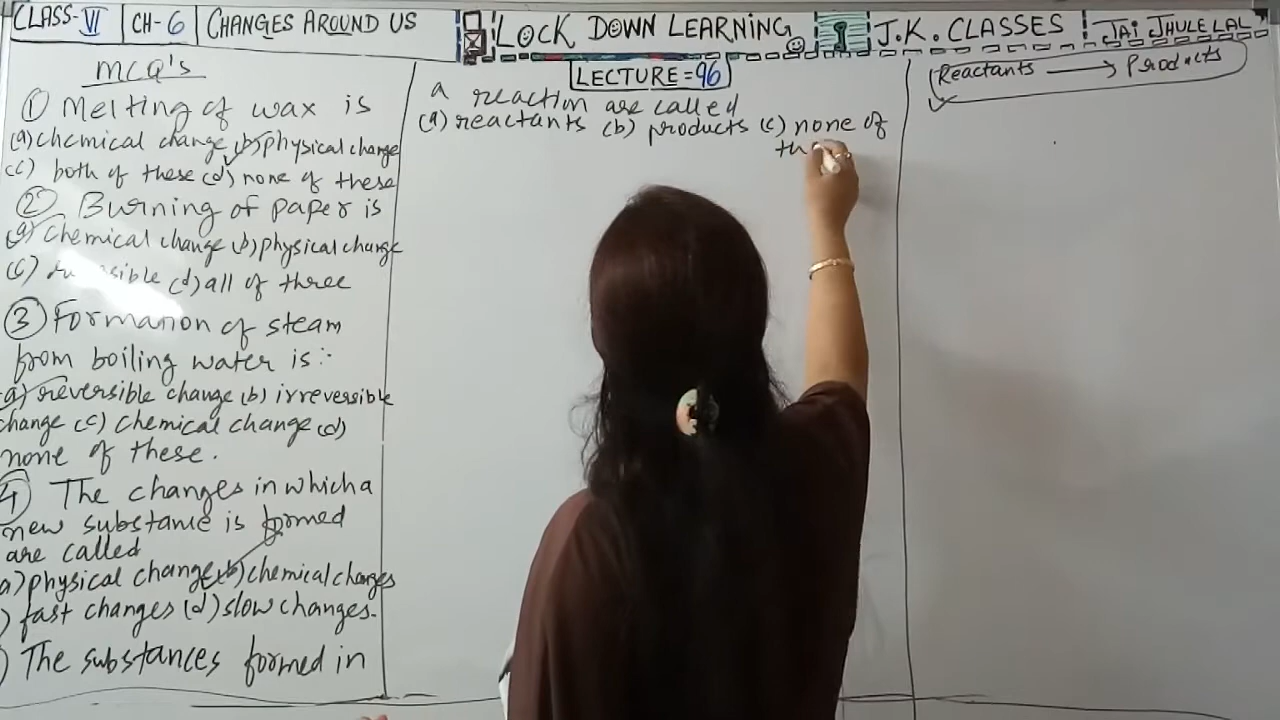 CLASS-VI CH-6 CHANGES AROUND US
LOCK DOWN LEARNING
J.K. CLASSES
JAI JHULELAL
LECTURE=96
MCQ's
① Melting of wax is
(a) chemical change (b) physical change
(c) both of these (d) none of these
② Burning of paper is
(a) chemical change (b) physical change
(c) (d) all of three
③ Formation of steam
from boiling water is:-
(a) reversible change (b) irreversible
change (c) chemical change (d)
none of these.
④ The changes in which a
new substance is formed
are called
a) physical change (b) chemical changes
) fast changes (d) slow changes.
) The substances formed in
a reaction are called
(a) reactants (b) products (c) none of
Reactants → Products